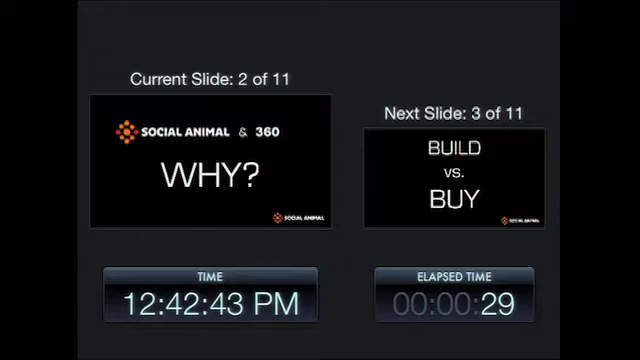 Current Slide: 2 of 11
SOCIAL ANIMAL & 360
WHY?
SOCIAL ANIMAL
Next Slide: 3 of 11
BUILD
vs.
BUY
SOCIAL ANIMAL
TIME
12:42:43 PM
ELAPSED TIME
00:00:29